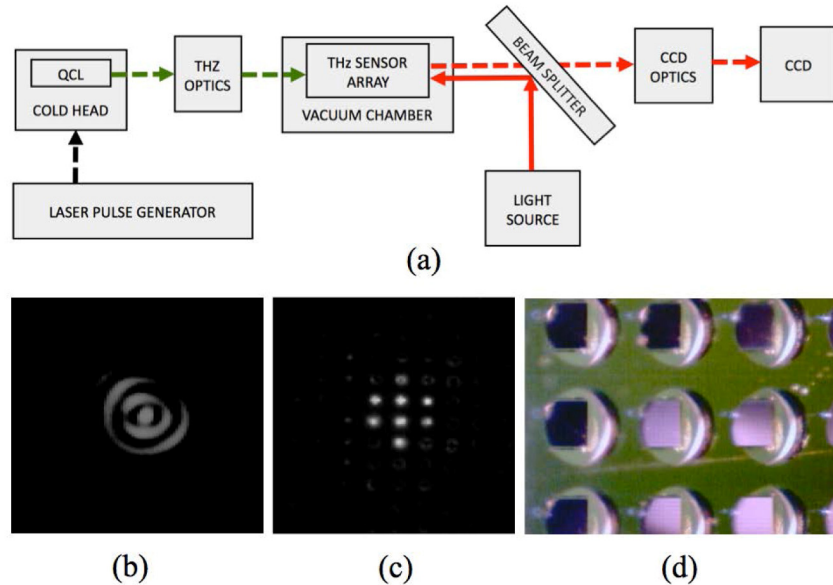 QCL
COLD HEAD
THZ
OPTICS
THz SENSOR
ARRAY
VACUUM CHAMBER
BEAM SPLITTER
CCD
OPTICS
CCD
LASER PULSE GENERATOR
LIGHT
SOURCE
(a)
(b)
(c)
(d)